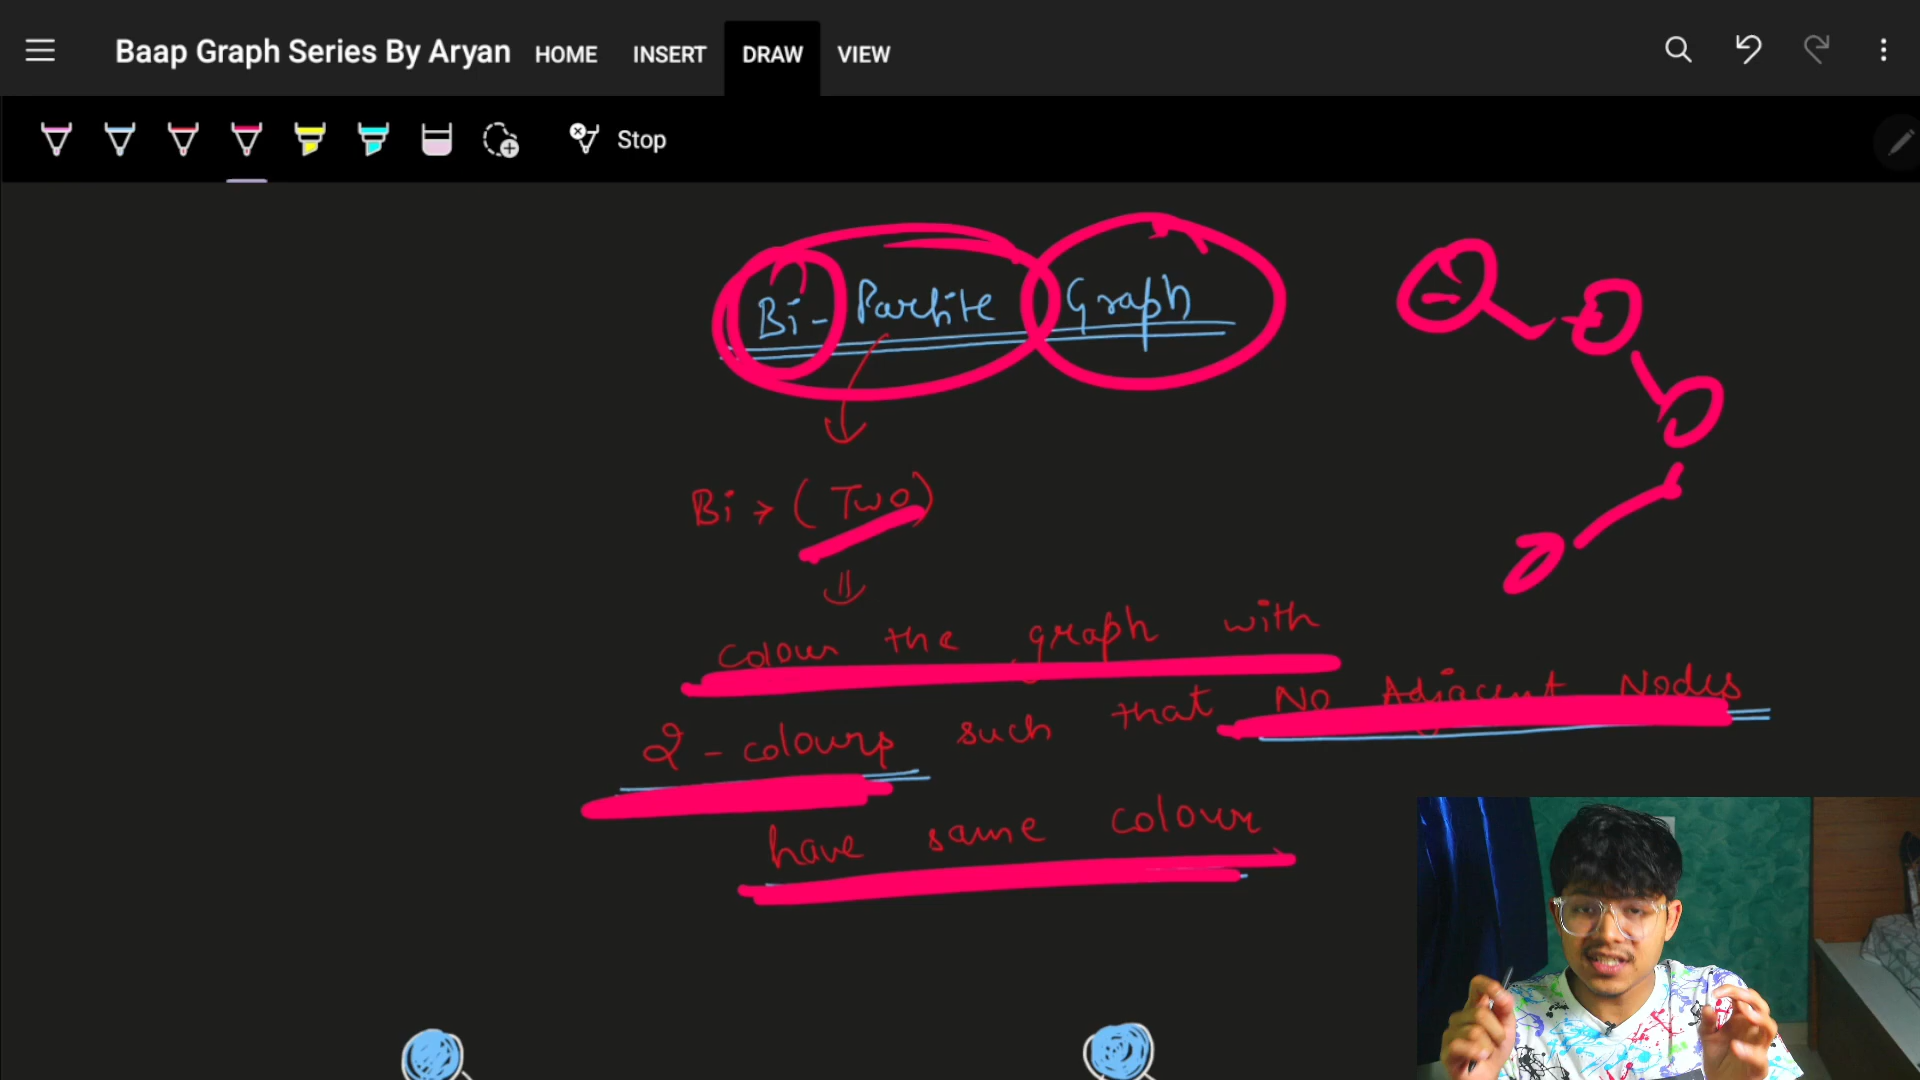 Baap Graph Series By Aryan HOME INSERT DRAW VIEW
Stop
Bi-Partite Graph
Bi → (Two)
colour the graph with
2-colours such that No Adjacent Nodes
have same colour